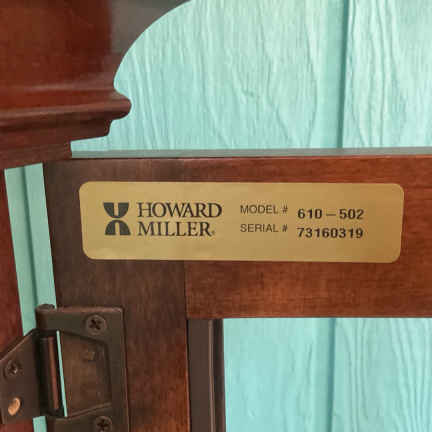 HOWARD
MILLER®
MODEL # 610-502
SERIAL # 73160319